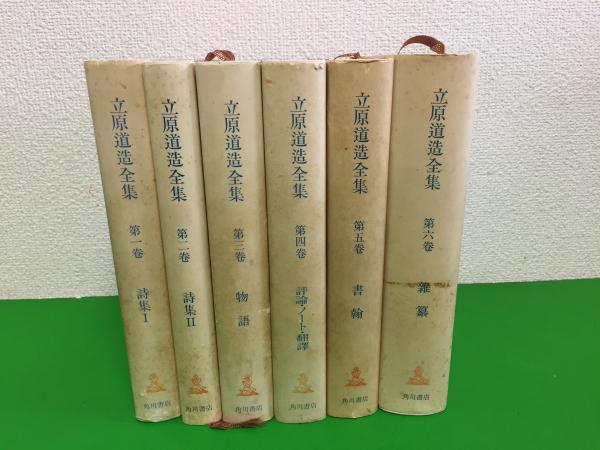 立原道造全集
第一巻
詩集I
角川書店
立原道造全集
第二巻
詩集II
角川書店
立原道造全集
第三巻
物語
角川書店
立原道造全集
第四巻
評論・ノート・翻譯
角川書店
立原道造全集
第五巻
書翰
角川書店
立原道造全集
第六巻
雑纂
角川書店